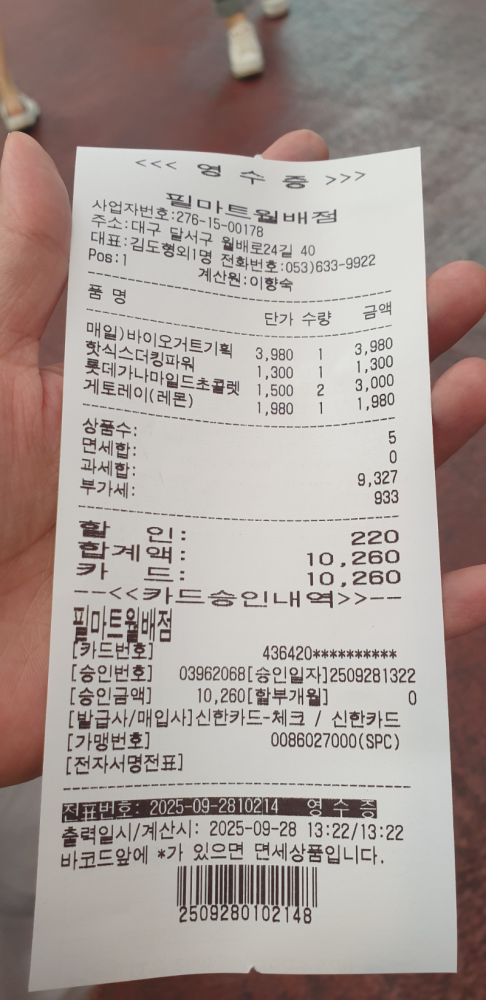 <<< 영 수 증 >>>
필마트월배점
사업자번호:276-15-00178
주소:대구 달서구 월배로24길 40
대표:김도형외1명 전화번호:053)633-9922
Pos:1 계산원:이향숙
품 명 단가 수량 금액
매일)바이오거트기획 3,980 1 3,980
핫식스더킹파워 1,300 1 1,300
롯데가나마일드초콜렛 1,500 2 3,000
게토레이(레몬) 1,980 1 1,980
상품수: 5
면세합: 0
과세합: 9,327
부가세: 933
할 인: 220
합계액: 10,260
카 드: 10,260
--<<카드승인내역>>--
필마트월배점
[카드번호] 436420**********
[승인번호] 03962068[승인일자]2509281322
[승인금액] 10,260[할부개월] 0
[발급사/매입사]신한카드-체크 / 신한카드
[가맹번호] 0086027000(SPC)
[전자서명전표]
전표번호: 2025-09-2810214 영 수 증
출력일시/계산시: 2025-09-28 13:22/13:22
바코드앞에 *가 있으면 면세상품입니다.
2509280102148